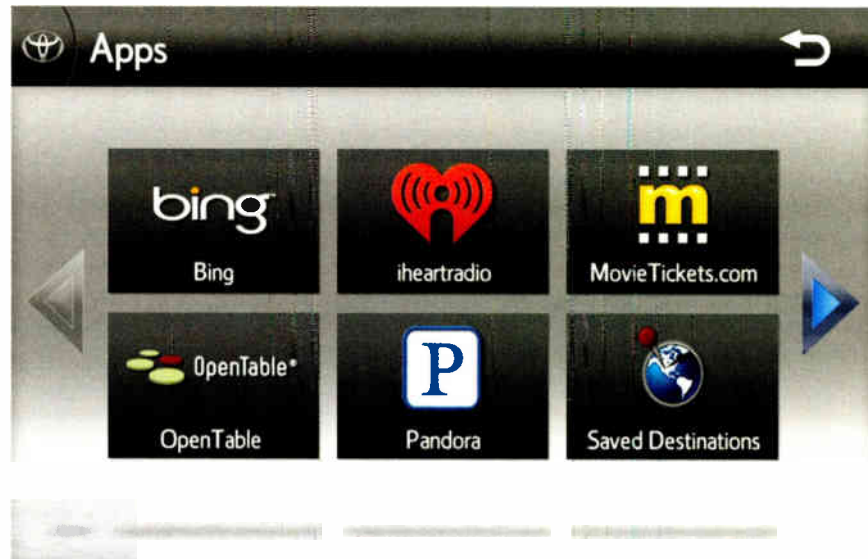 Apps
bing
Bing
iheartradio
m
MovieTickets.com
OpenTable®
OpenTable
P
Pandora
Saved Destinations